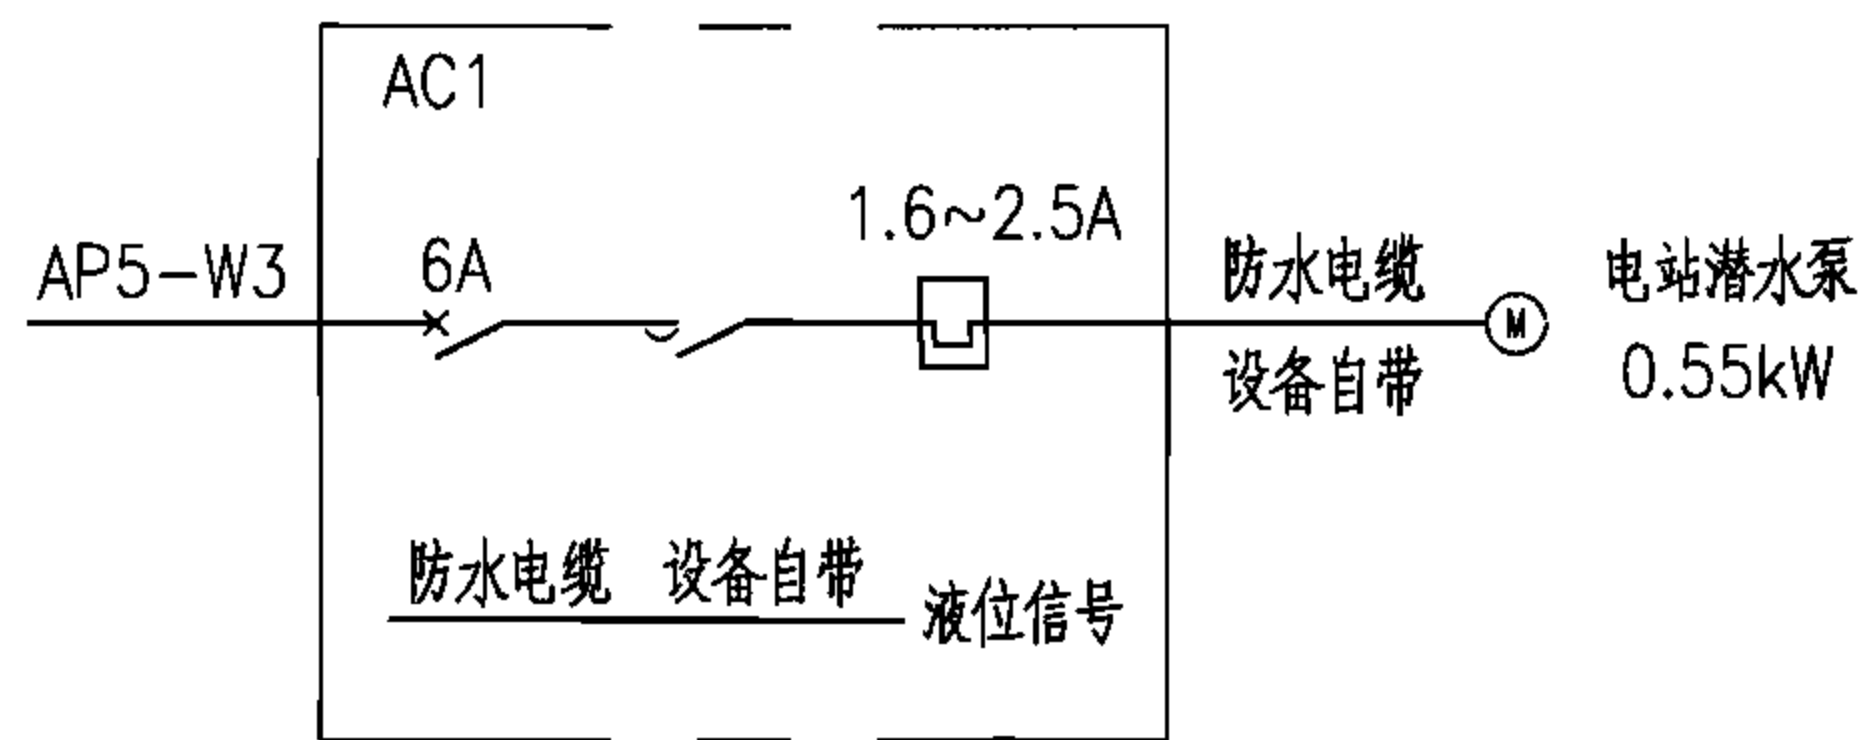 AC1
1.6~2.5A
AP5-W3
6A
防水电缆
设备自带
电站潜水泵
0.55kW
M
防水电缆 设备自带
液位信号